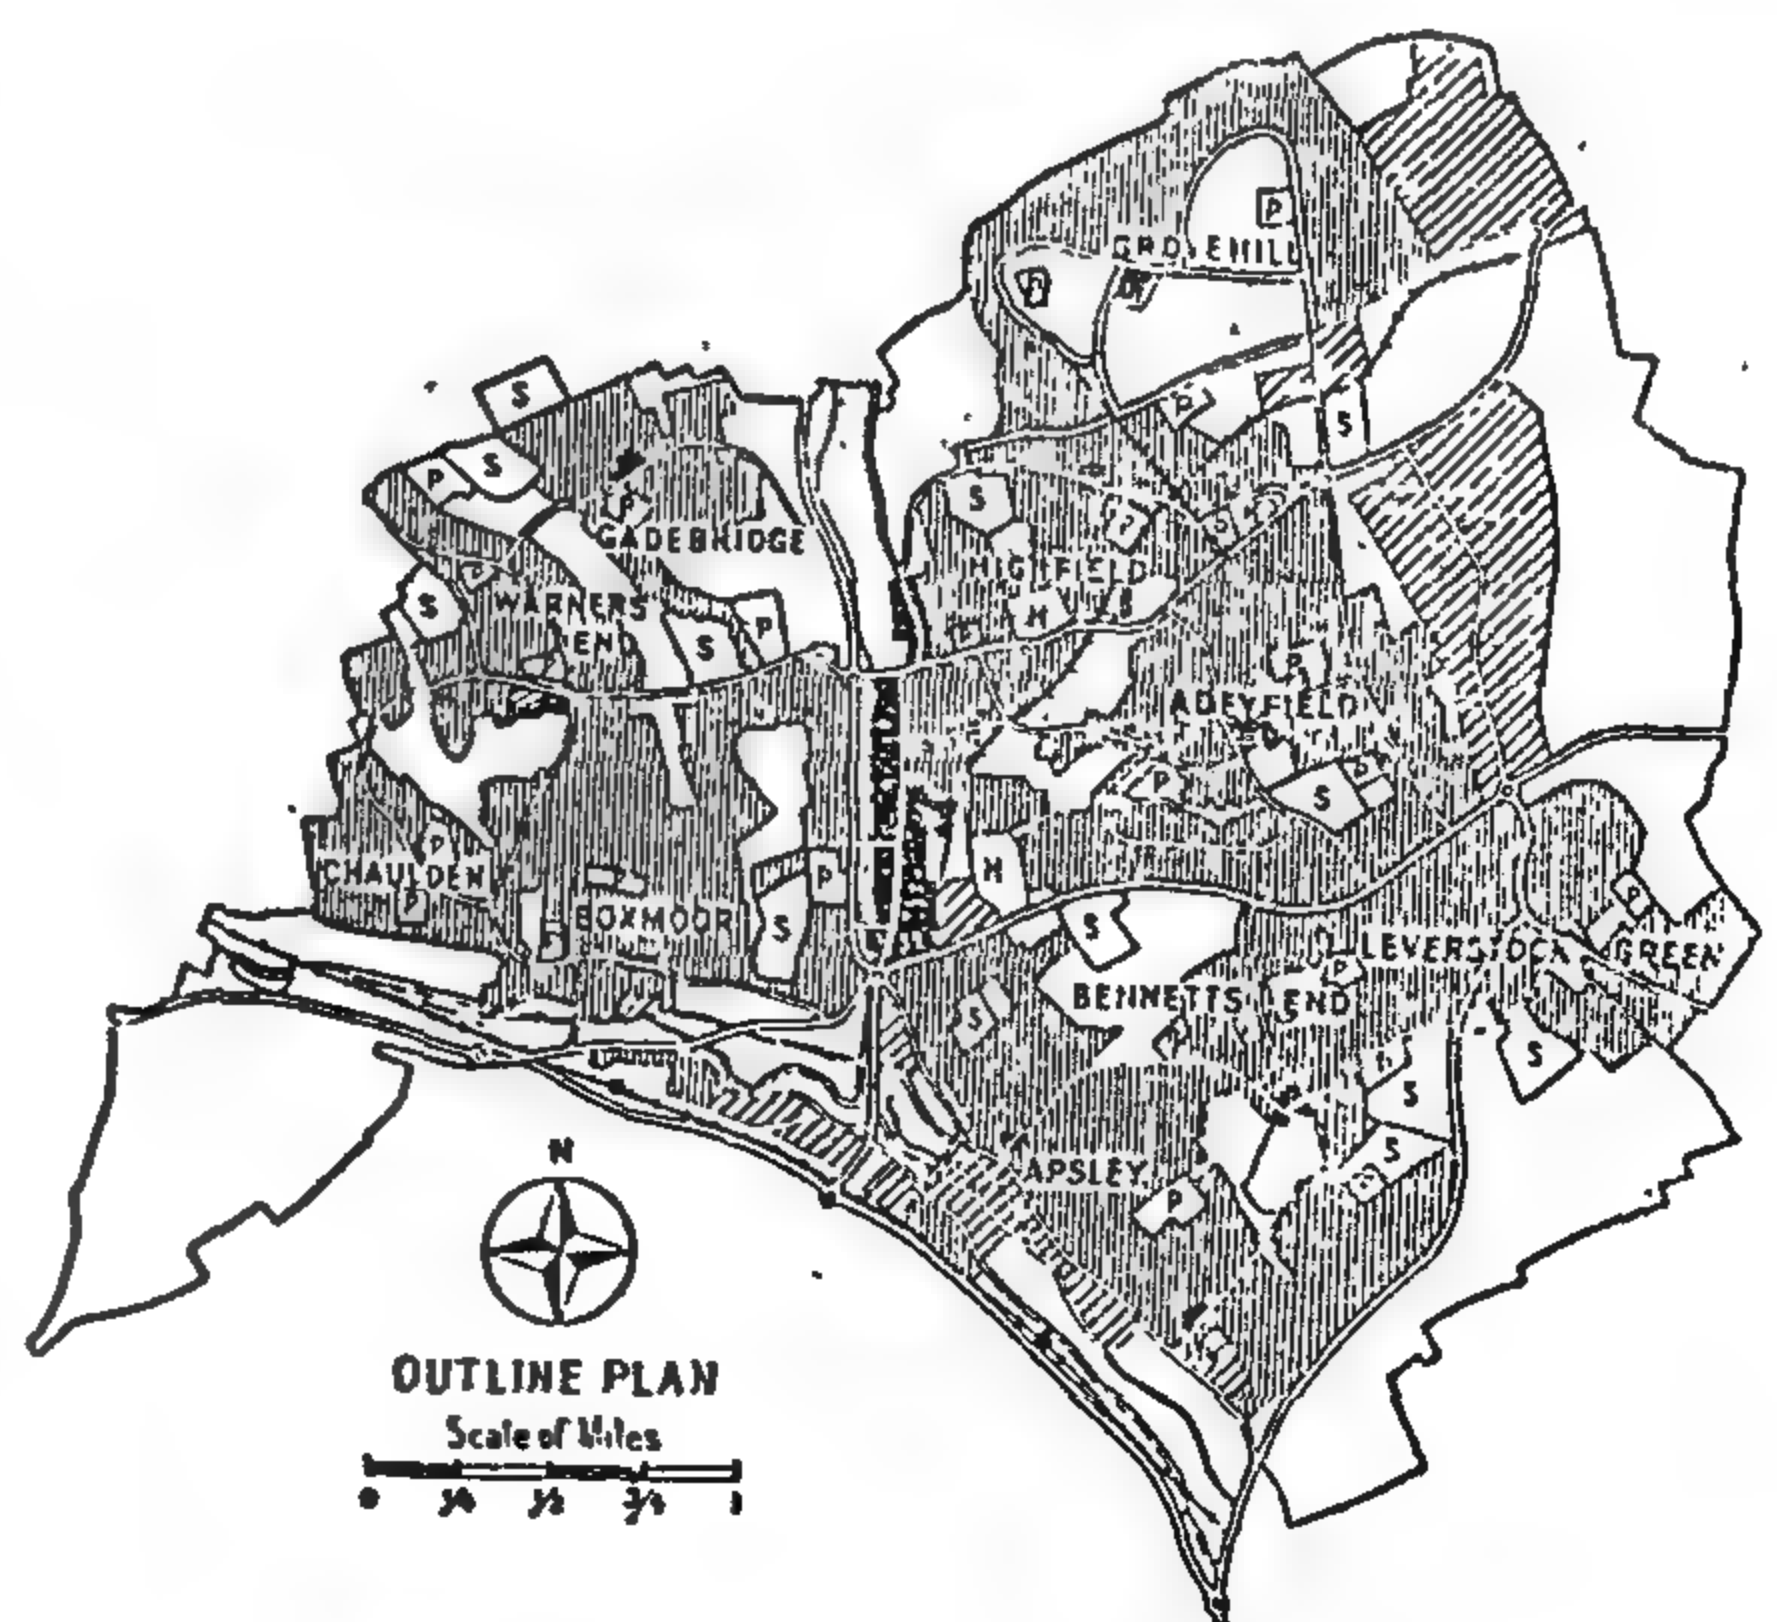 P
GROVEHILL
S
P
S
S
P
S
P
GADEBRIDGE
HIGHFIELD
S
WARNERS
END
H
P
S
P
ADEYFIELD
P
S
P
CHAULDEN
P
P
H
BOXMOOR
S
S
P
LEVERSTOCK GREEN
BENNETTS END
P
S
S
S
S
APSLEY
P
N
OUTLINE PLAN
Scale of Miles
0 ¼ ½ ¾ 1